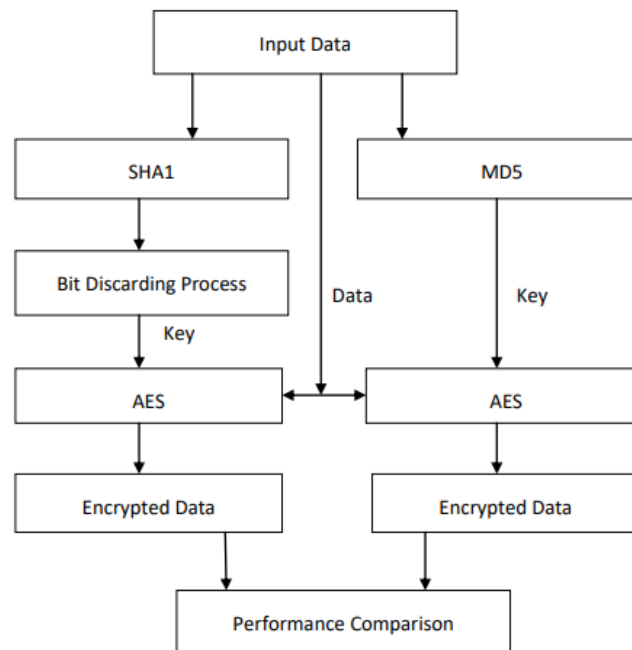 Input Data
SHA1
MD5
Bit Discarding Process
Data
Key
Key
AES
AES
Encrypted Data
Encrypted Data
Performance Comparison